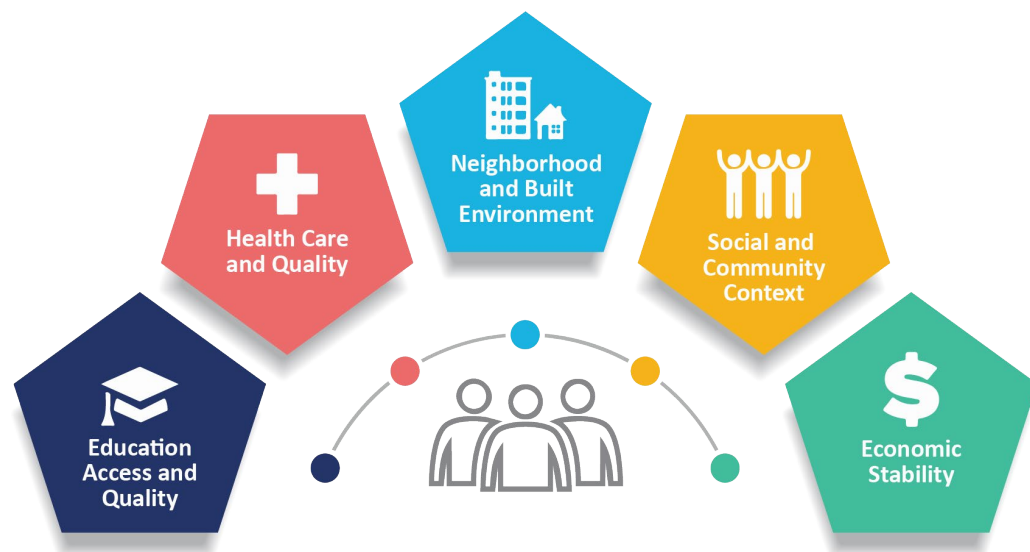 Neighborhood
and Built
Environment
Health Care
and Quality
Social and
Community
Context
Education
Access and
Quality
$
Economic
Stability